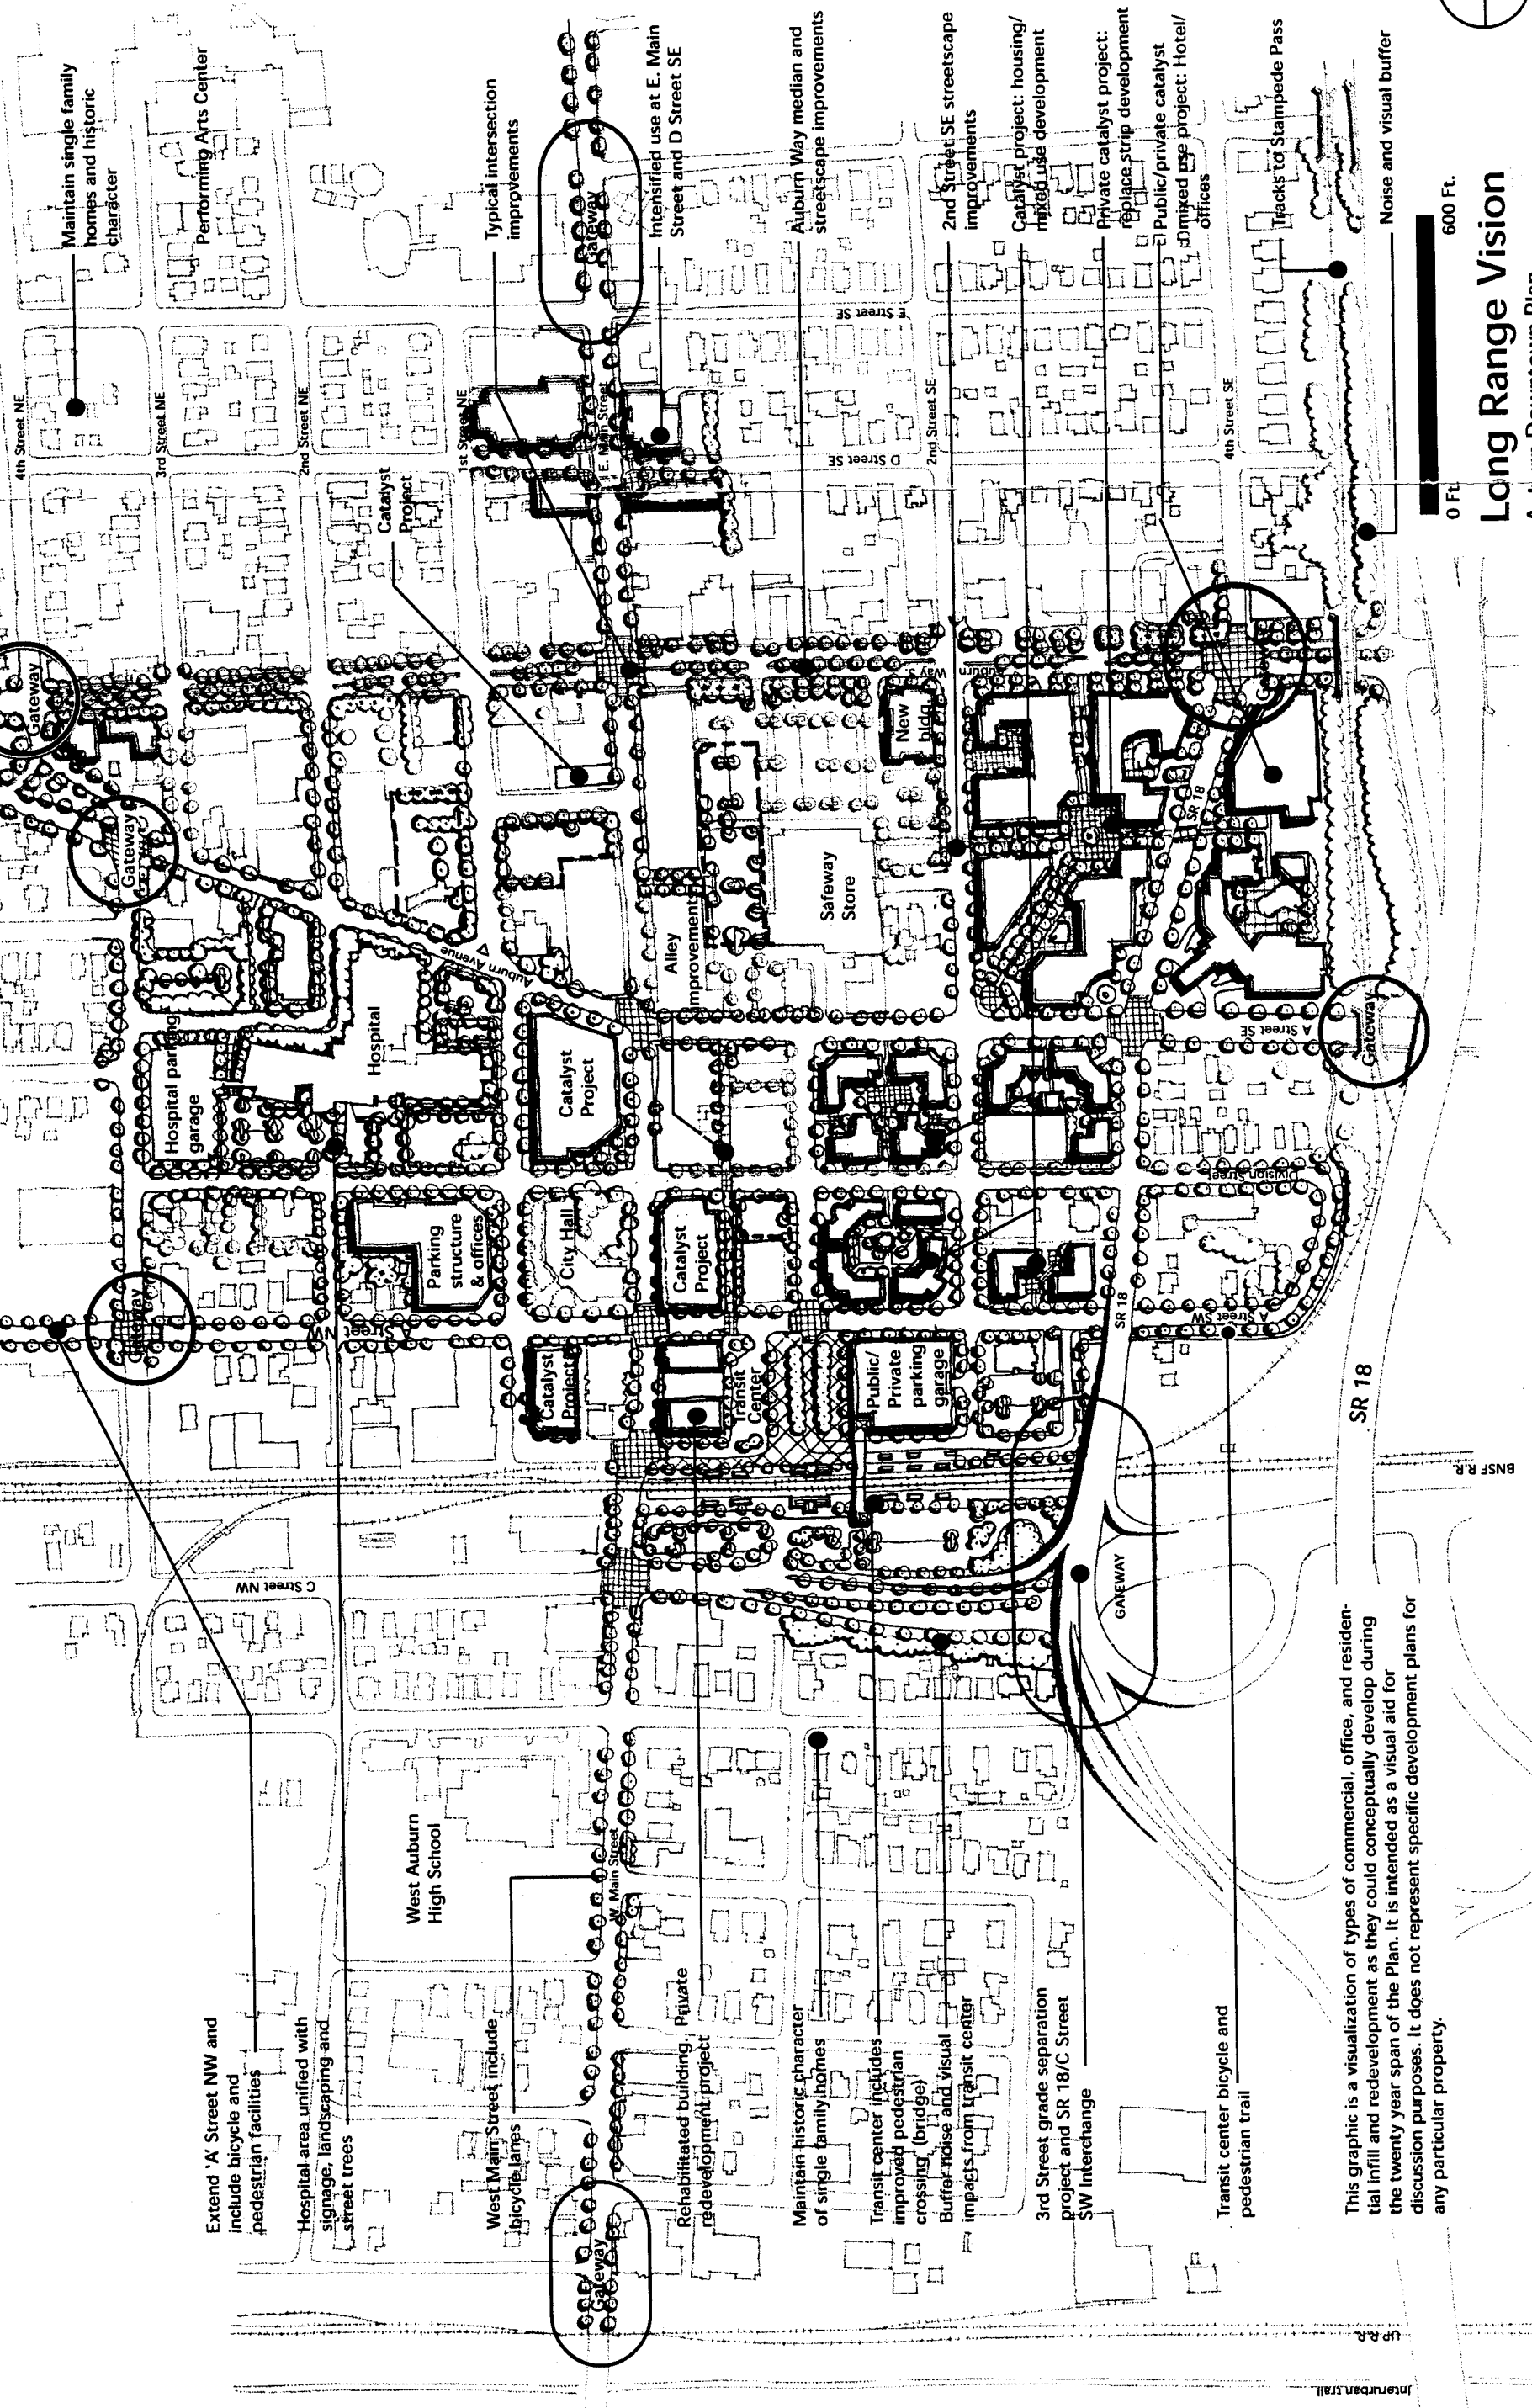 Maintain single family
homes and historic
character
Performing Arts Center
Typical intersection
improvements
Gateway
Intensified use at E. Main
Street and D Street SE
Auburn Way median and
streetscape improvements
2nd Street SE streetscape
improvements
Catalyst project: housing/
mixed use development
Private catalyst project:
replace strip development
Public/private catalyst
mixed use project: Hotel/
offices
Tracks to Stampede Pass
Noise and visual buffer
4th Street NE
3rd Street NE
2nd Street NE
1st Street NE
E. Main Street
E Street SE
D Street SE
2nd Street SE
4th Street SE
Catalyst
Project
Gateway
Gateway
Auburn Avenue
Hospital parking
garage
Hospital
Catalyst
Project
Alley
improvements
Safeway
Store
New
bldg.
Way
SR 18
A Street SE
Gateway
Division Street
Parking
structure
& offices
City Hall
Catalyst
Project
Gateway
A Street NW
Catalyst
Project
Transit
Center
Public/
Private
parking
garage
SR 18
A Street SW
SR 18
BNSF R.R.
C Street NW
GATEWAY
West Auburn
High School
W. Main Street
Extend 'A' Street NW and
include bicycle and
pedestrian facilities
Hospital area unified with
signage, landscaping and
street trees
West Main Street include
bicycle lanes
Gateway
Rehabilitated building. Private
redevelopment project
Maintain historic character
of single family homes
Transit center includes
improved pedestrian
crossing (bridge)
Buffer noise and visual
impacts from transit center
3rd Street grade separation
project and SR 18/C Street
SW Interchange
Transit center bicycle and
pedestrian trail
This graphic is a visualization of types of commercial, office, and residen-
tial infill and redevelopment as they could conceptually develop during
the twenty year span of the Plan. It is intended as a visual aid for
discussion purposes. It does not represent specific development plans for
any particular property.
UP R.R.
Interurban trail
0 Ft.
600 Ft.
Long Range Vision
Auburn Downtown Plan